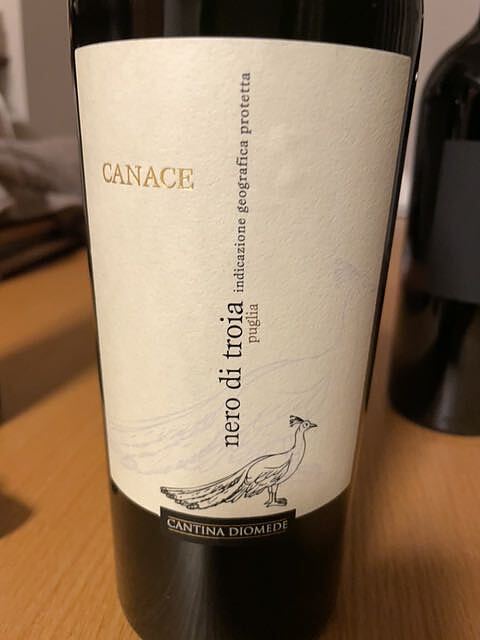 CANACE
nero di troia indicazione geografica protetta
puglia
CANTINA DIOMEDE